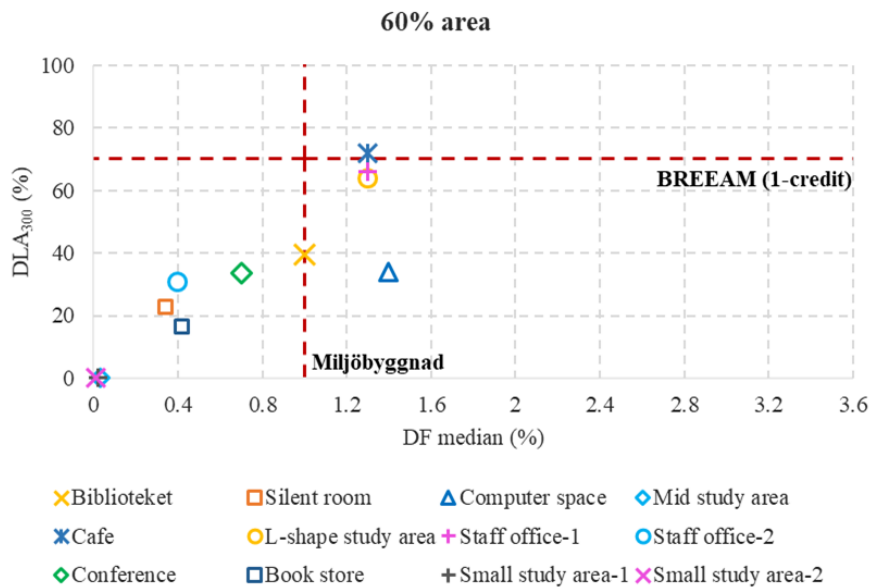 60% area
100
80
60
40
20
0
DLA300 (%)
BREEAM (1-credit)
Miljöbyggnad
0 0.4 0.8 1.2 1.6 2 2.4 2.8 3.2 3.6
DF median (%)
Biblioteket Silent room Computer space Mid study area
Cafe L-shape study area Staff office-1 Staff office-2
Conference Book store Small study area-1 Small study area-2